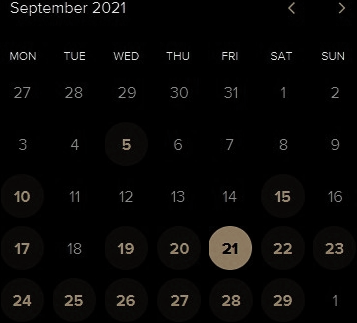 September 2021
MON TUE WED THU FRI SAT SUN
27 28 29 30 31 1 2
3 4 5 6 7 8 9
10 11 12 13 14 15 16
17 18 19 20 21 22 23
24 25 26 27 28 29 1